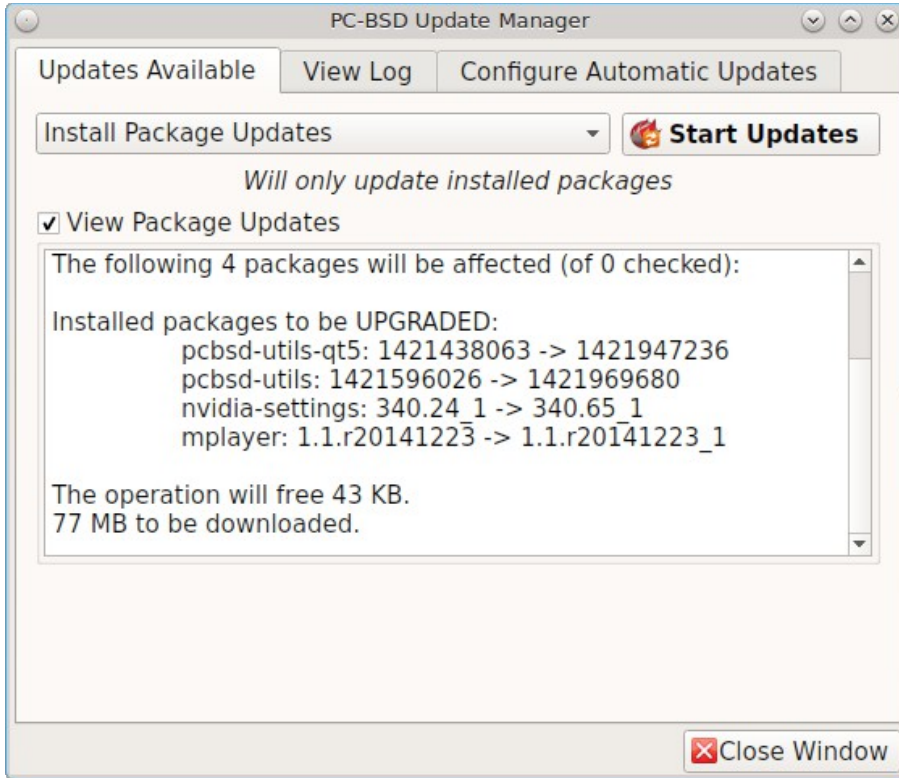 PC-BSD Update Manager
Updates Available
View Log
Configure Automatic Updates
Install Package Updates
Start Updates
Will only update installed packages
View Package Updates
The following 4 packages will be affected (of 0 checked):
Installed packages to be UPGRADED:
pcbsd-utils-qt5: 1421438063 -> 1421947236
pcbsd-utils: 1421596026 -> 1421969680
nvidia-settings: 340.24_1 -> 340.65_1
mplayer: 1.1.r20141223 -> 1.1.r20141223_1
The operation will free 43 KB.
77 MB to be downloaded.
Close Window